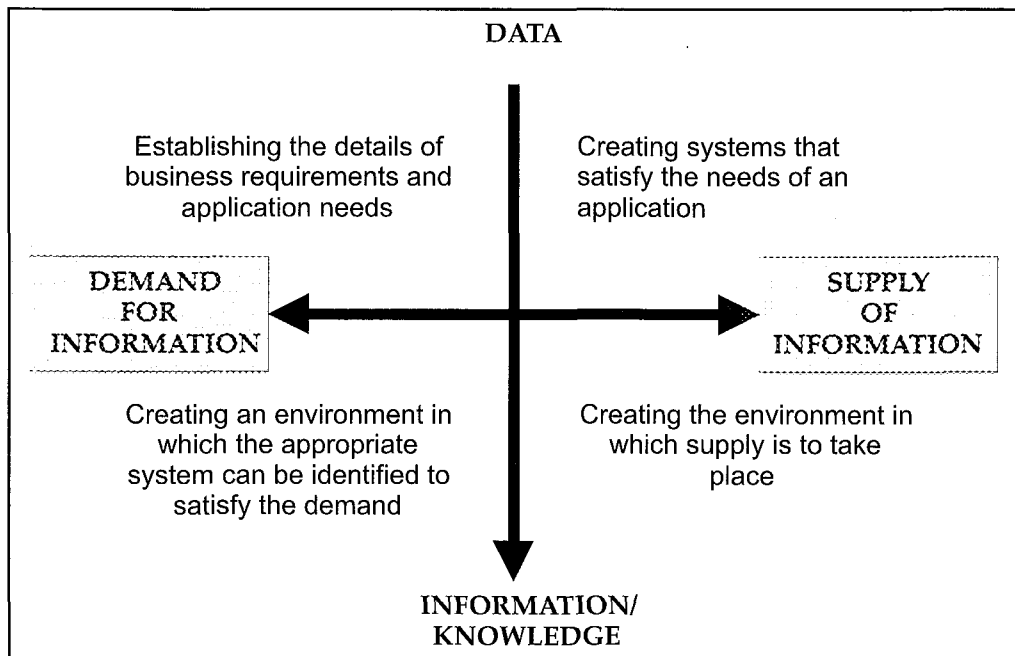 DATA
Establishing the details of
business requirements and
application needs
Creating systems that
satisfy the needs of an
application
DEMAND
FOR
INFORMATION
SUPPLY
OF
INFORMATION
Creating an environment in
which the appropriate
system can be identified to
satisfy the demand
Creating the environment in
which supply is to take
place
INFORMATION/
KNOWLEDGE